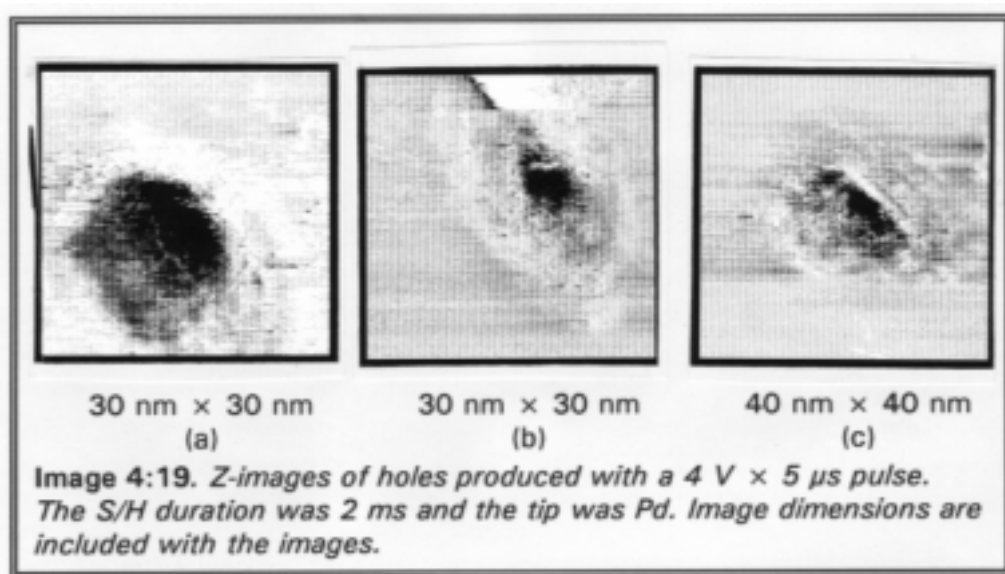 30 nm × 30 nm 30 nm × 30 nm 40 nm × 40 nm
(a) (b) (c)
Image 4:19. Z-images of holes produced with a 4 V × 5 µs pulse.
The S/H duration was 2 ms and the tip was Pd. Image dimensions are
included with the images.